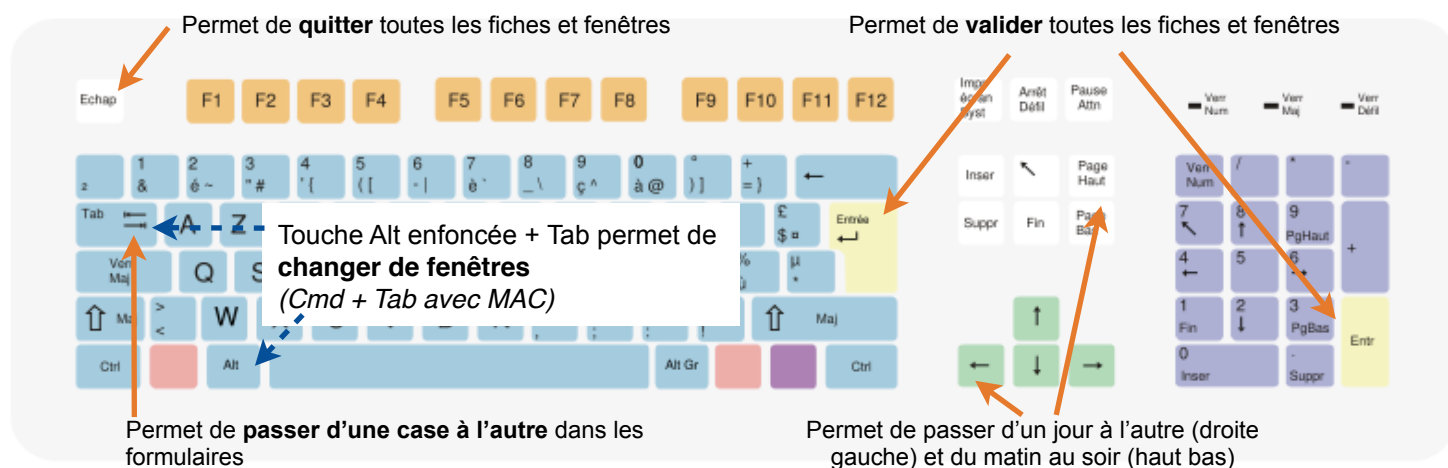 Permet de quitter toutes les fiches et fenêtres
Permet de valider toutes les fiches et fenêtres
Echap
F1 F2 F3 F4 F5 F6 F7 F8 F9 F10 F11 F12
Impr écran Syst
Arrêt Défil
Pause Attn
Verr Num
Verr Maj
Verr Défil
²
1 &
2 é ~
3 " #
4 ' {
5 ( [
6 - |
7 è `
8 _ \
9 ç ^
0 à @
° ) ]
+ = }
←
Inser
↖
Page Haut
Verr Num
/
*
-
Tab
A Z
£ $ ¤
Entrée
Suppr
Fin
Page Bas
7 ↖
8 ↑
9 PgHaut
+
Touche Alt enfoncée + Tab permet de
changer de fenêtres
(Cmd + Tab avec MAC)
Verr Maj
Q S
% ù
µ *
4 ←
5
6 →
> <
W
Maj
↑
1 Fin
2 ↓
3 PgBas
Entr
Ctrl
Alt
Alt Gr
Ctrl
← ↓ →
0 Inser
. Suppr
Permet de passer d'une case à l'autre dans les
formulaires
Permet de passer d'un jour à l'autre (droite
gauche) et du matin au soir (haut bas)